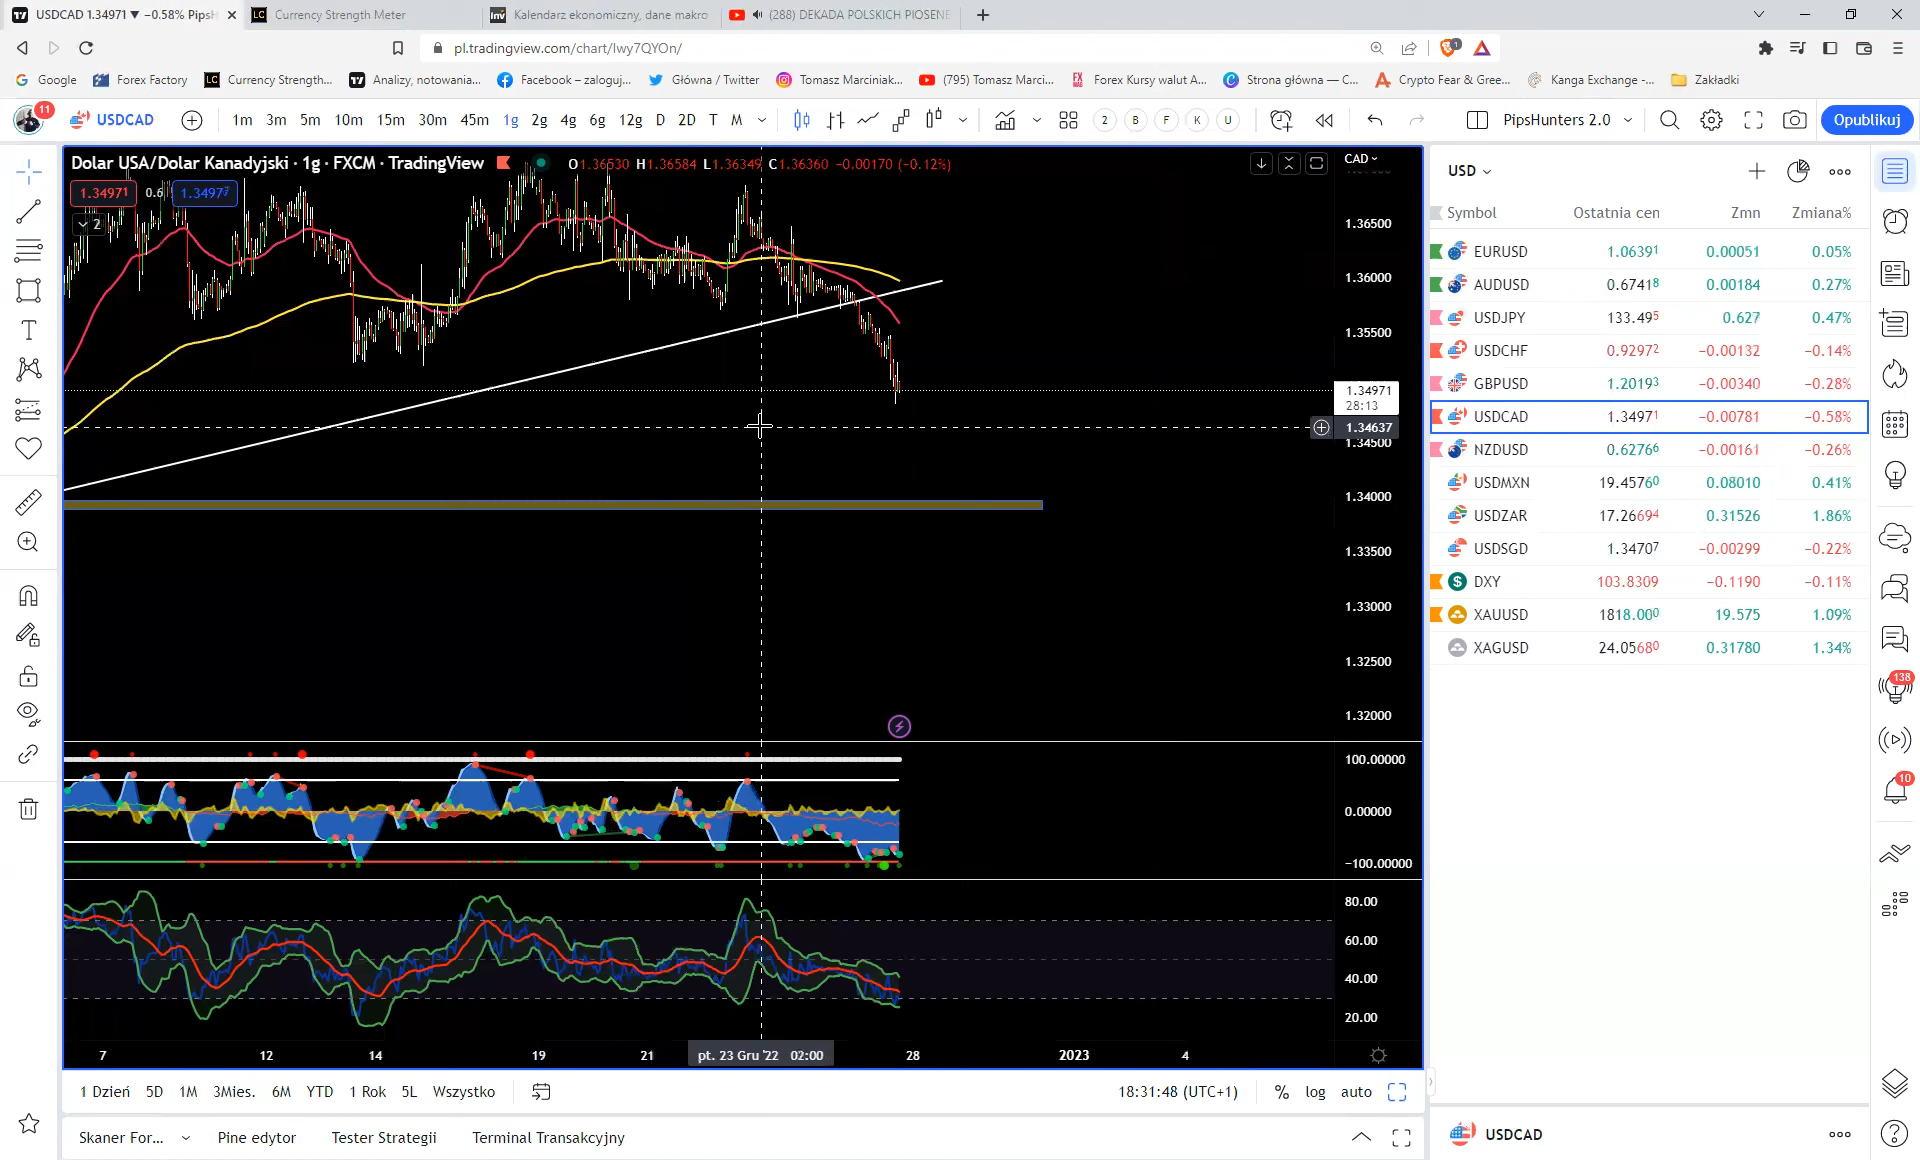 USDCAD 1.34971 ▼ −0.58% PipsH
Currency Strength Meter
Kalendarz ekonomiczny, dane makro
(288) DEKADA POLSKICH PIOSENE
pl.tradingview.com/chart/lwy7QYOn/
1
Google
Forex Factory
Currency Strength...
Analizy, notowania...
Facebook – zaloguj...
Główna / Twitter
Tomasz Marciniak...
(795) Tomasz Marci...
Forex Kursy walut A...
Strona główna — C...
Crypto Fear & Gree...
Kanga Exchange -...
Zakładki
11
USDCAD
1m 3m 5m 10m 15m 30m 45m 1g 2g 4g 6g 12g D 2D T M
2 B F K U
PipsHunters 2.0
Opublikuj
Dolar USA/Dolar Kanadyjski · 1g · FXCM · TradingView
O1.36530 H1.36584 L1.36349 C1.36360 −0.00170 (−0.12%)
CAD
1.34971 0.6 1.34977
2
1.36500
1.36000
1.35500
1.34971
28:13
1.34637
1.34500
1.34000
1.33500
1.33000
1.32500
1.32000
100.00000
0.00000
−100.00000
80.00
60.00
40.00
20.00
7 12 14 19 21 pt. 23 Gru '22 02:00 28 2023 4
1 Dzień 5D 1M 3Mies. 6M YTD 1 Rok 5L Wszystko
18:31:48 (UTC+1) % log auto
Skaner For... Pine edytor Tester Strategii Terminal Transakcyjny
USD
Symbol Ostatnia cen Zmn Zmiana%
EURUSD 1.06391 0.00051 0.05%
AUDUSD 0.67418 0.00184 0.27%
USDJPY 133.495 0.627 0.47%
USDCHF 0.92972 −0.00132 −0.14%
GBPUSD 1.20193 −0.00340 −0.28%
USDCAD 1.34971 −0.00781 −0.58%
NZDUSD 0.62766 −0.00161 −0.26%
USDMXN 19.45760 0.08010 0.41%
USDZAR 17.26694 0.31526 1.86%
USDSGD 1.34707 −0.00299 −0.22%
DXY 103.8309 −0.1190 −0.11%
XAUUSD 1818.000 19.575 1.09%
XAGUSD 24.05680 0.31780 1.34%
138
10
USDCAD